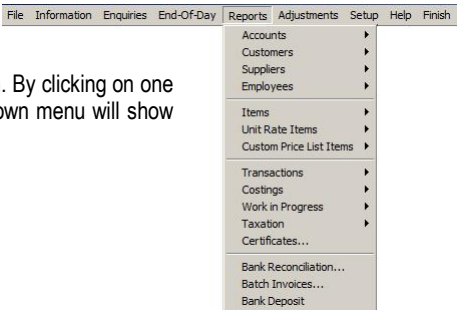 File Information Enquiries End-Of-Day Reports Adjustments Setup Help Finish
. By clicking on one
own menu will show
Accounts
Customers
Suppliers
Employees
Items
Unit Rate Items
Custom Price List Items
Transactions
Costings
Work in Progress
Taxation
Certificates...
Bank Reconciliation...
Batch Invoices...
Bank Deposit